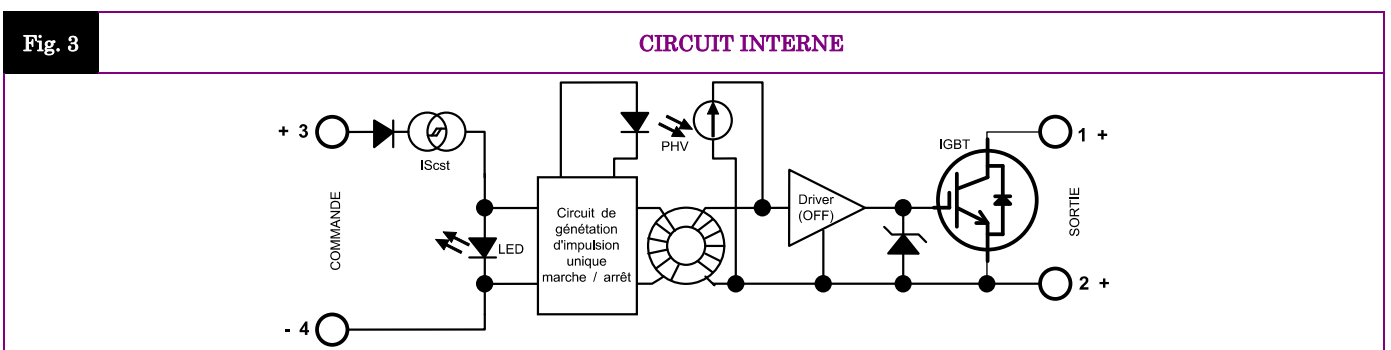 Fig. 3
CIRCUIT INTERNE
+ 3
IScst
COMMANDE
LED
- 4
Circuit de
génétation
d'impulsion
unique
marche / arrêt
PHV
Driver
(OFF)
IGBT
1 +
SORTIE
2 +